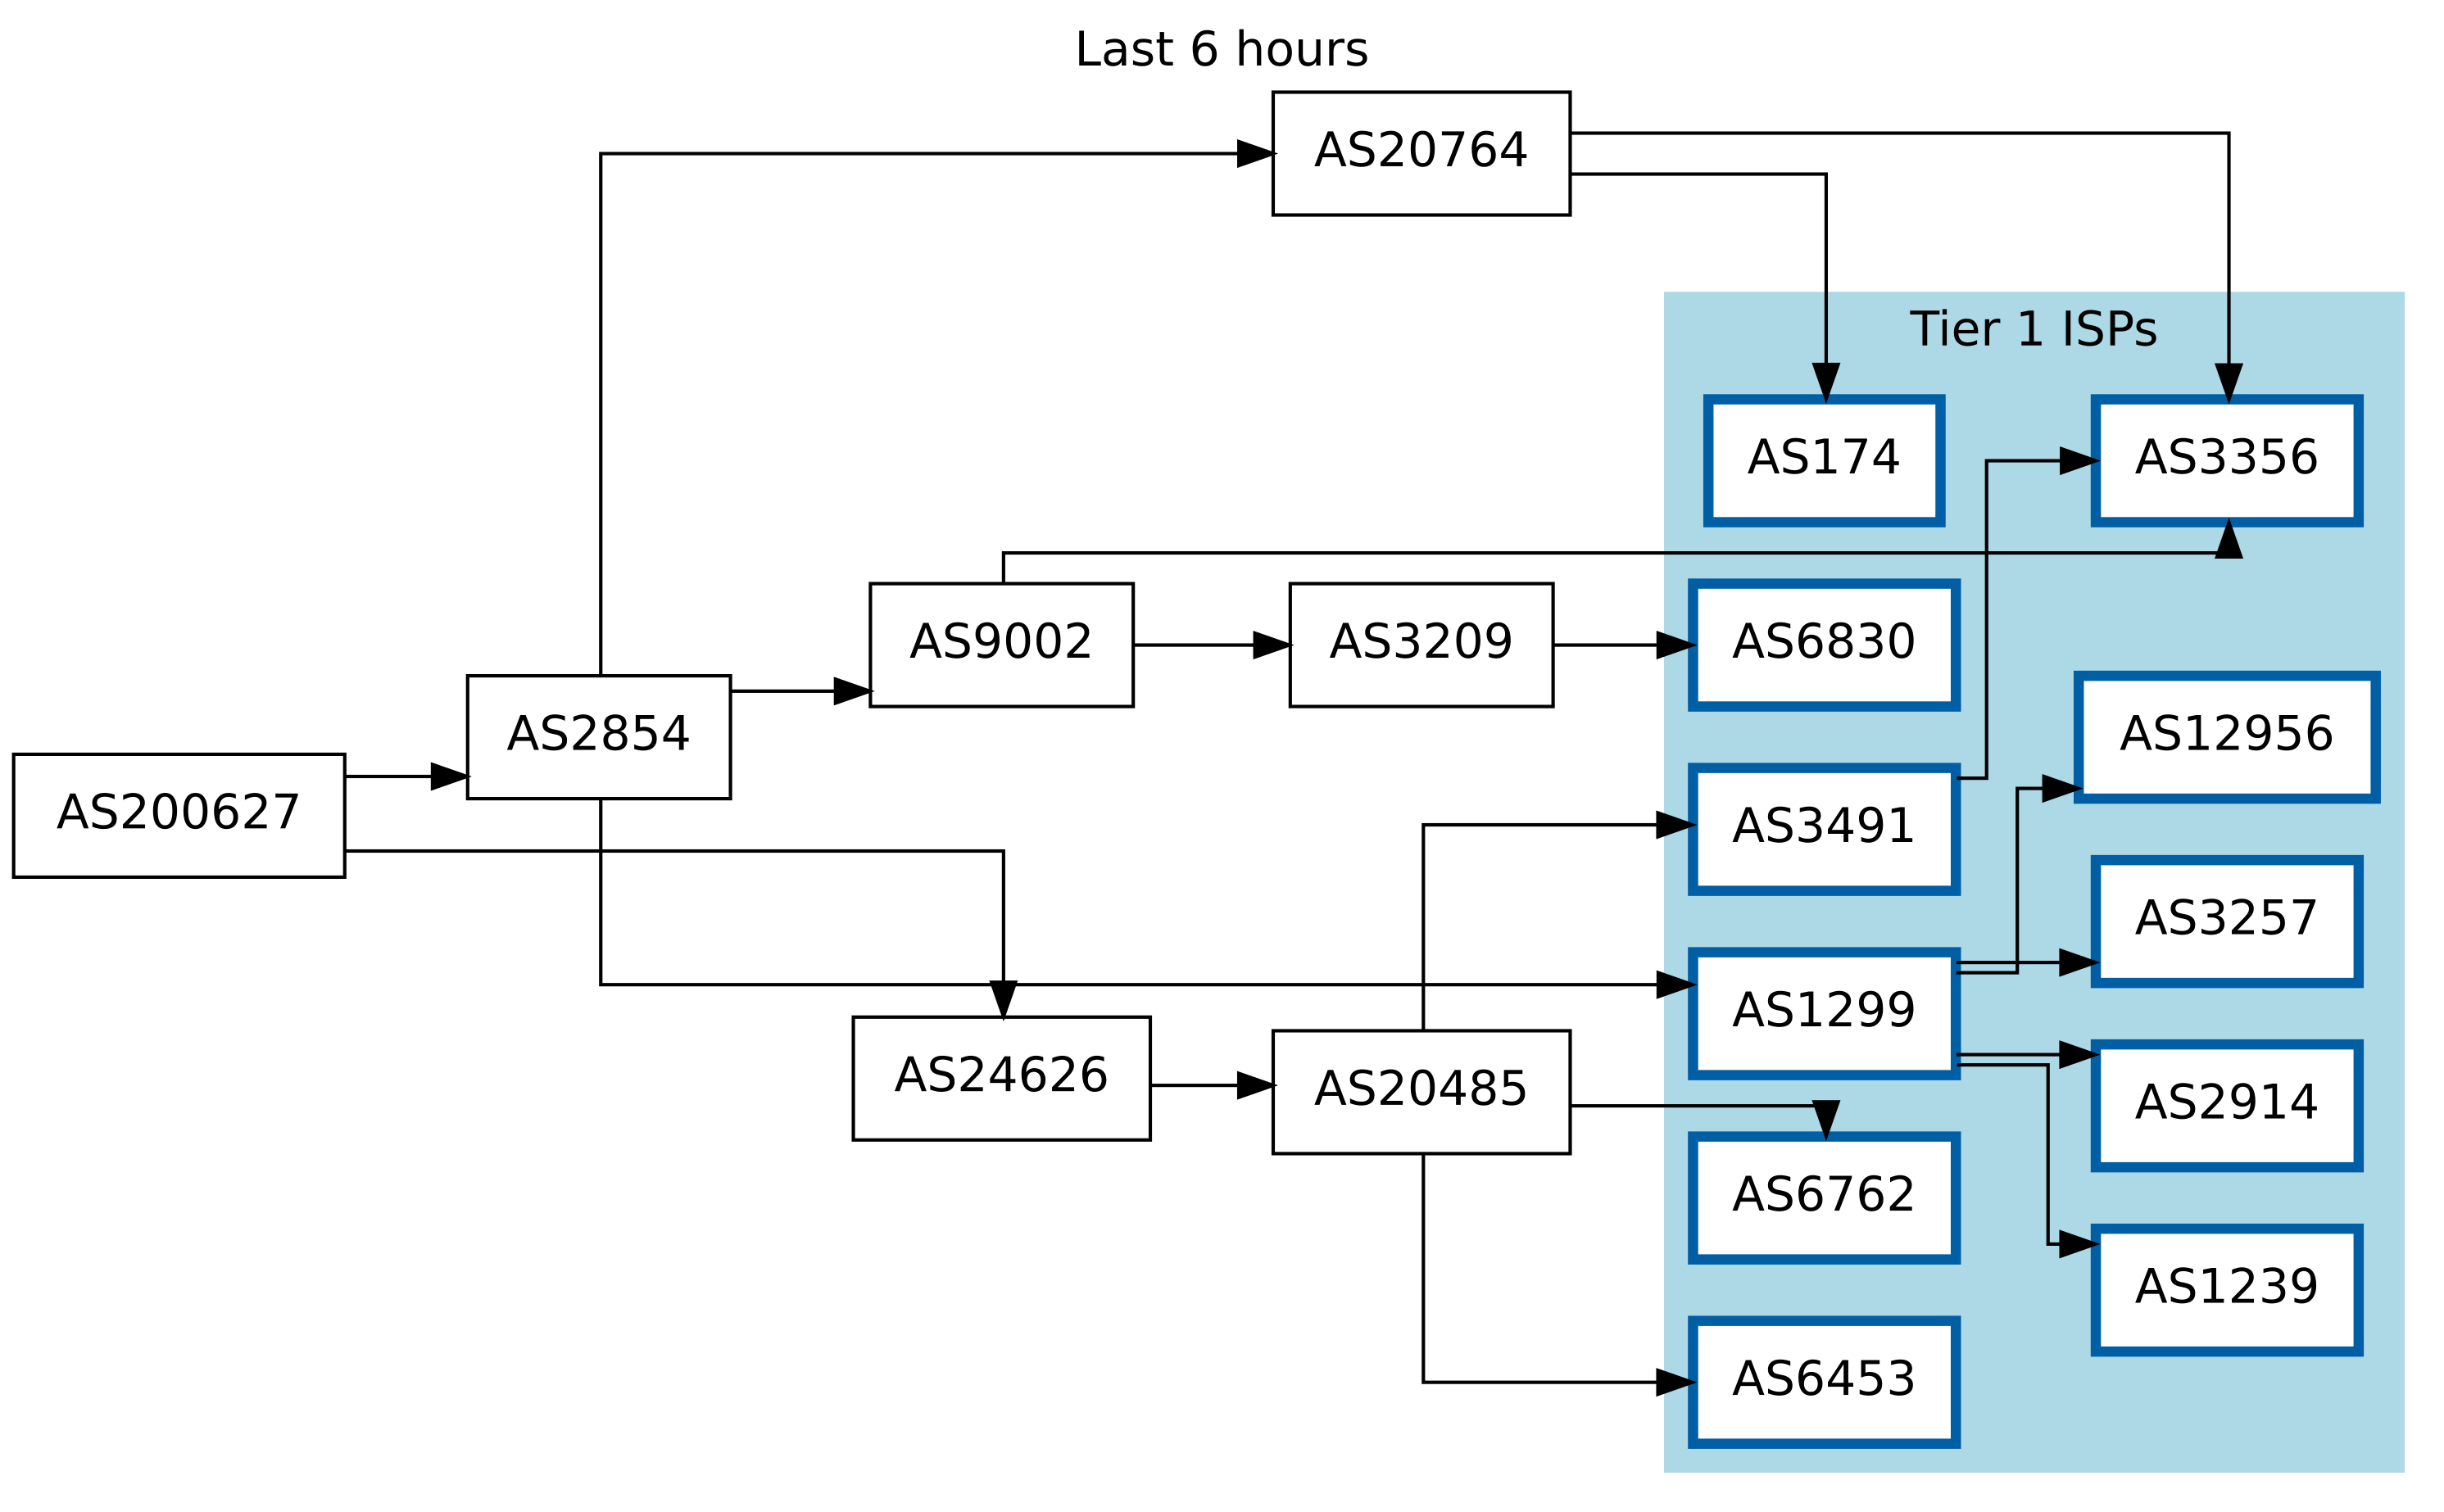 Last 6 hours
AS20764
Tier 1 ISPs
AS174
AS3356
AS9002
AS3209
AS6830
AS2854
AS12956
AS200627
AS3491
AS3257
AS1299
AS24626
AS20485
AS2914
AS6762
AS1239
AS6453